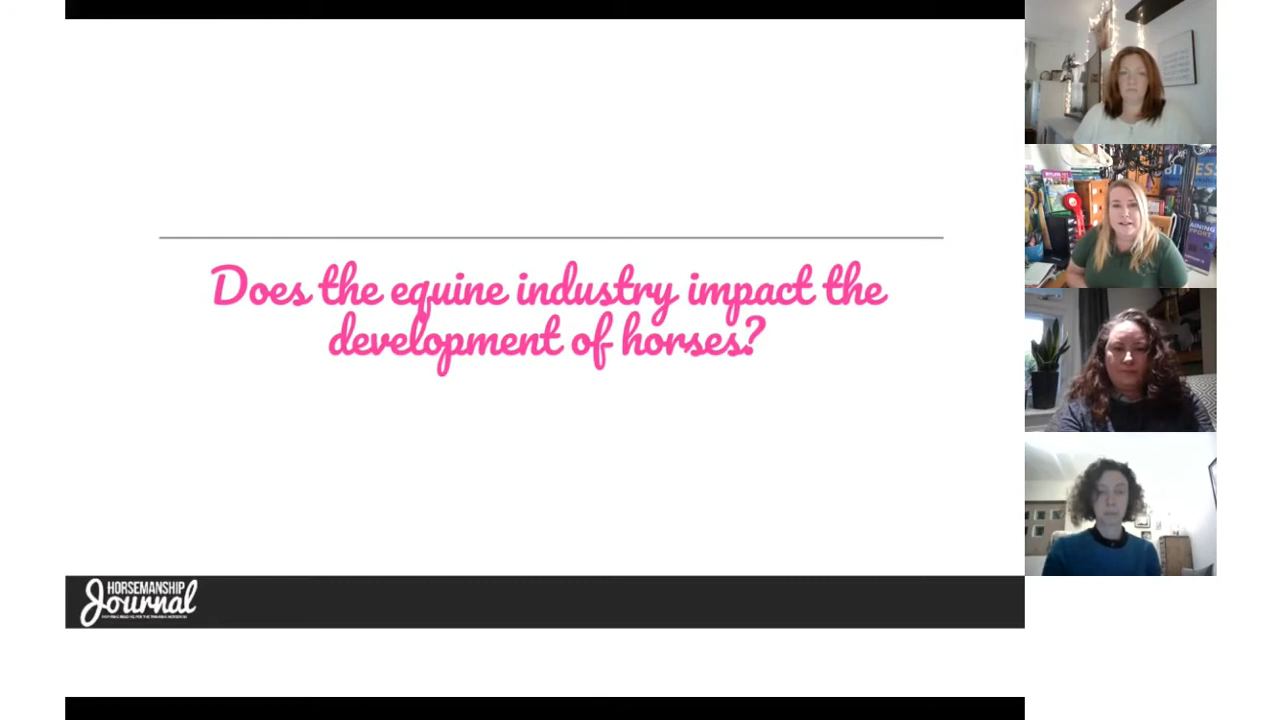 Does the equine industry impact the
development of horses?
HORSEMANSHIP
Journal